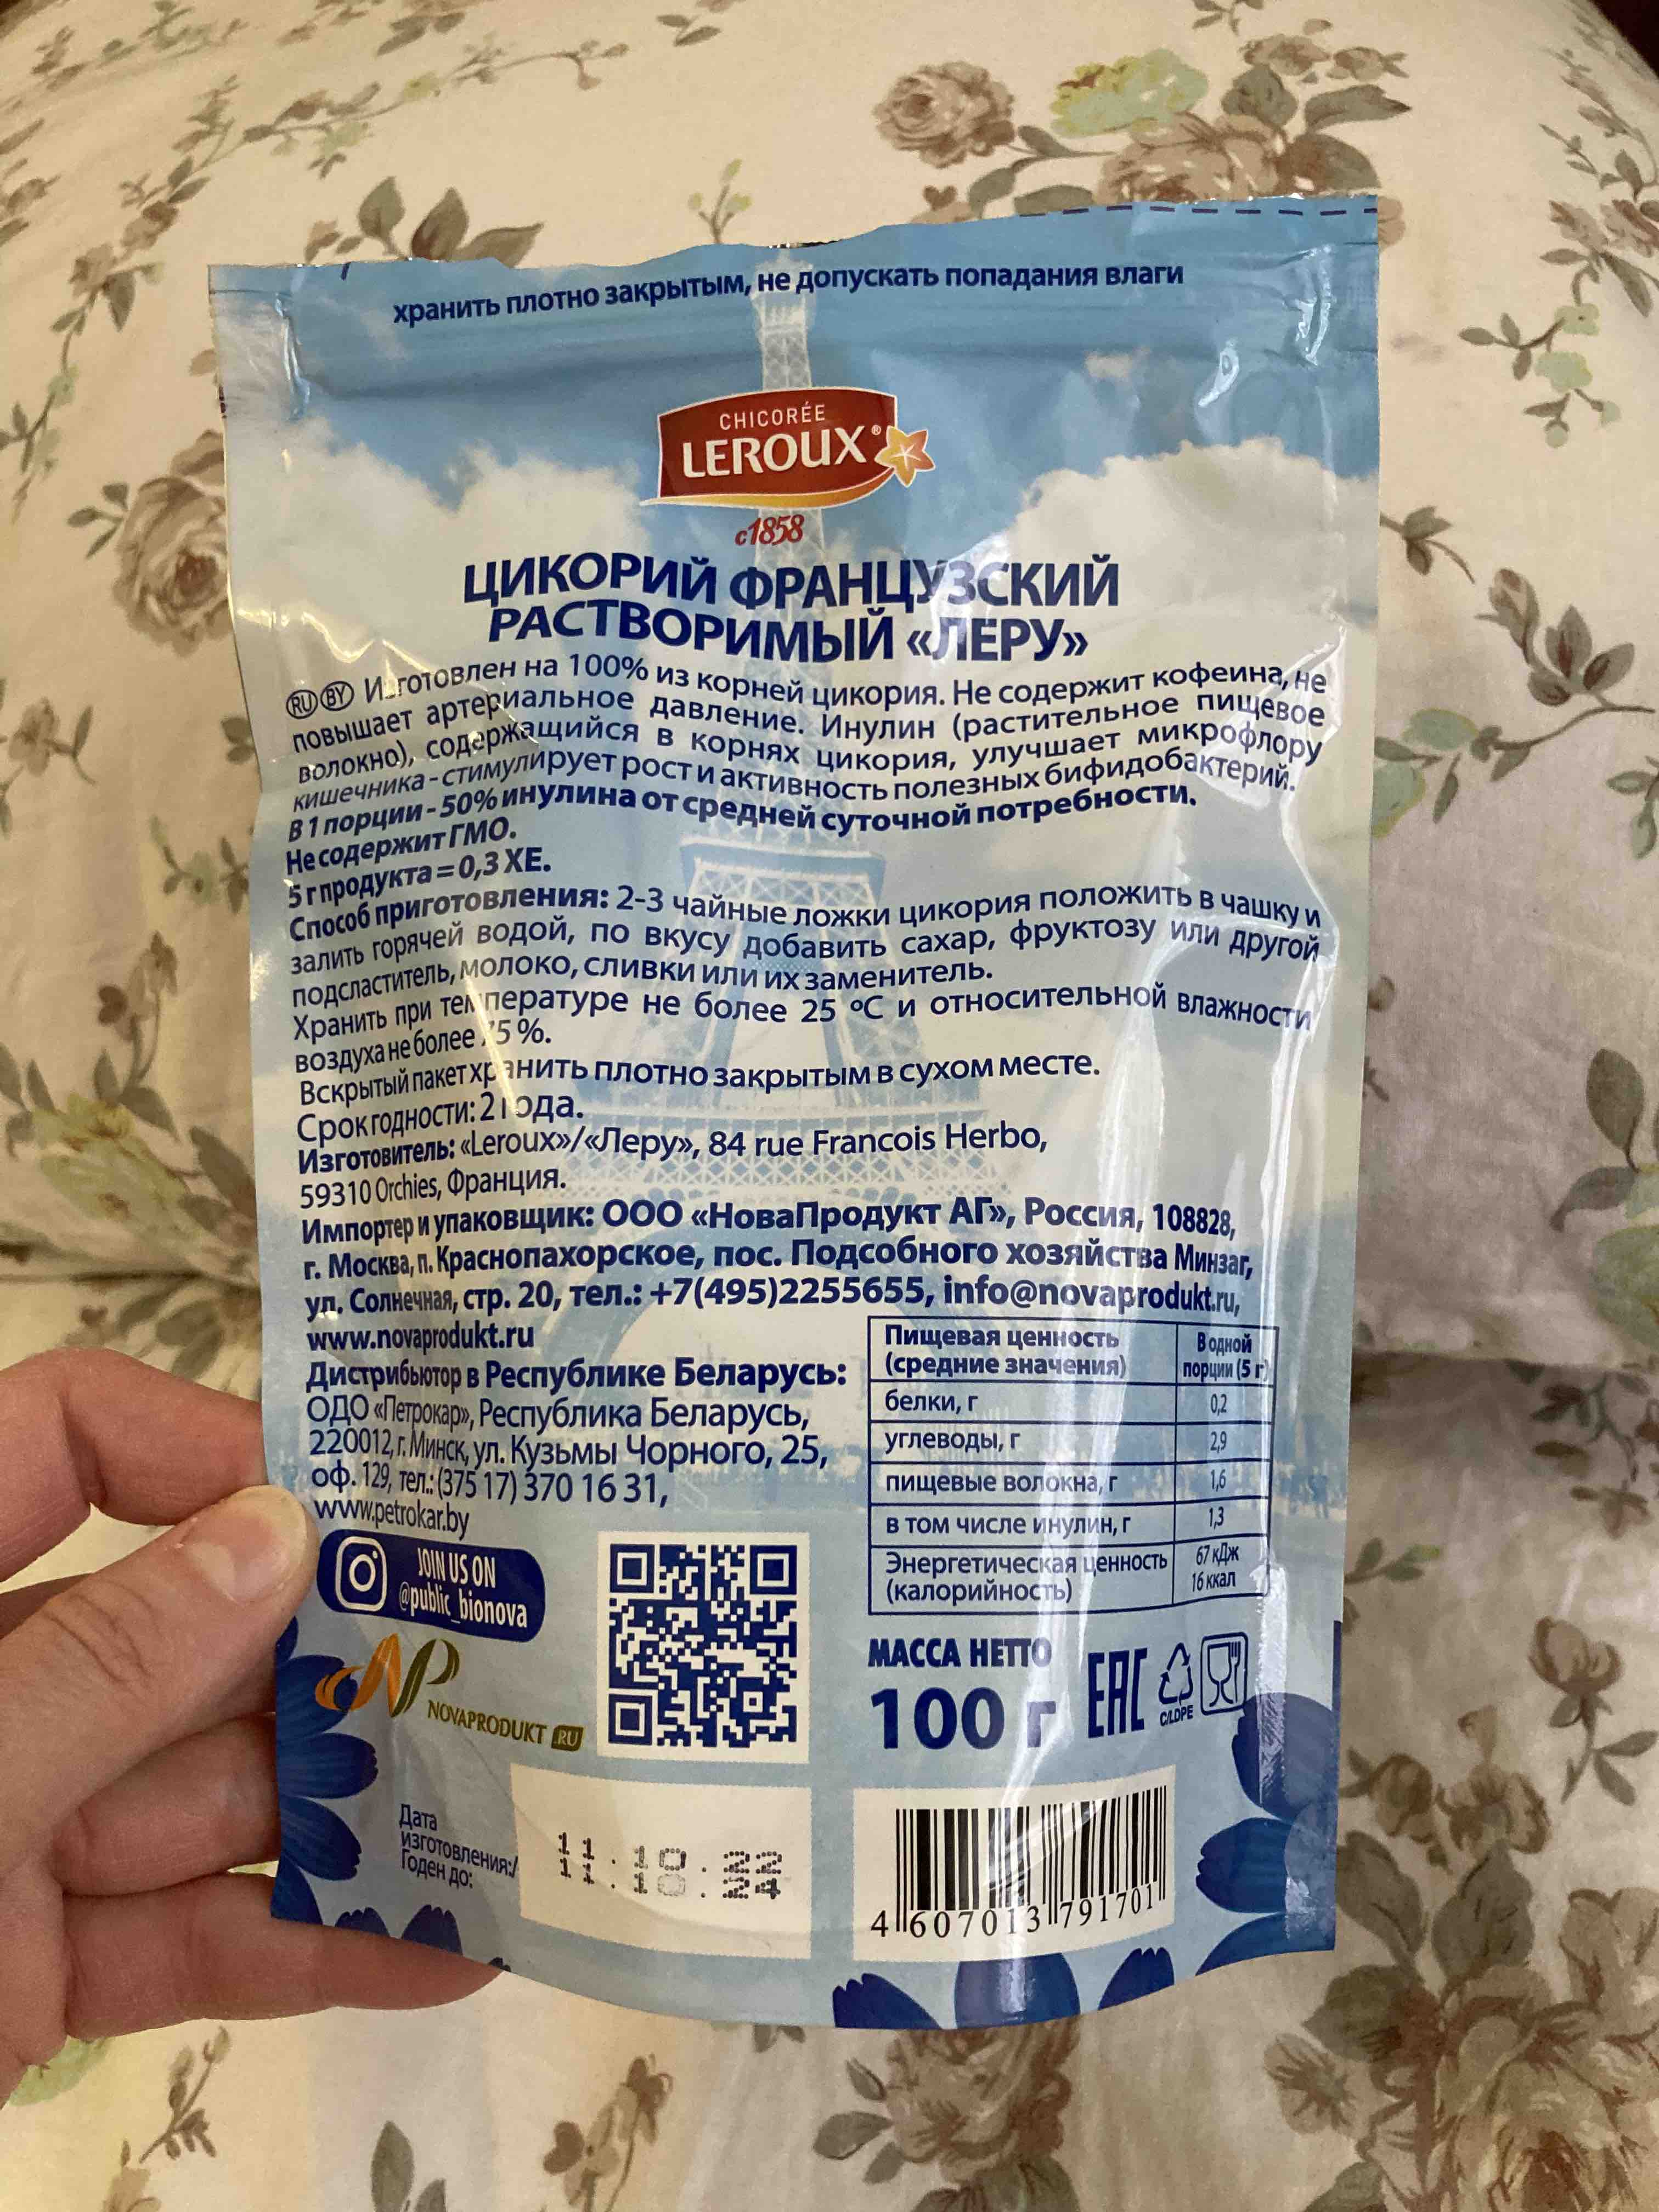 хранить плотно закрытым, не допускать попадания влаги
CHICORÉE
LEROUX®
с1858
ЦИКОРИЙ ФРАНЦУЗСКИЙ
РАСТВОРИМЫЙ «ЛЕРУ»
RU BY Изготовлен на 100% из корней цикория. Не содержит кофеина, не
повышает артериальное давление. Инулин (растительное пищевое
волокно), содержащийся в корнях цикория, улучшает микрофлору
кишечника - стимулирует рост и активность полезных бифидобактерий.
В 1 порции - 50% инулина от средней суточной потребности.
Не содержит ГМО.
5 г продукта = 0,3 ХЕ.
Способ приготовления: 2-3 чайные ложки цикория положить в чашку и
залить горячей водой, по вкусу добавить сахар, фруктозу или другой
подсластитель, молоко, сливки или их заменитель.
Хранить при температуре не более 25 °С и относительной влажности
воздуха не более 75 %.
Вскрытый пакет хранить плотно закрытым в сухом месте.
Срок годности: 2 года.
Изготовитель: «Leroux»/«Леру», 84 rue Francois Herbo,
59310 Orchies, Франция.
Импортер и упаковщик: ООО «НоваПродукт АГ», Россия, 108828,
г. Москва, п. Краснопахорское, пос. Подсобного хозяйства Минзаг,
ул. Солнечная, стр. 20, тел.: +7(495)2255655, info@novaprodukt.ru,
www.novaprodukt.ru
Дистрибьютор в Республике Беларусь:
ОДО «Петрокар», Республика Беларусь,
220012, г. Минск, ул. Кузьмы Чорного, 25,
оф. 129, тел.: (375 17) 370 16 31,
www.petrokar.by
Пищевая ценность (средние значения) В одной порции (5 г)
белки, г 0,2
углеводы, г 2,9
пищевые волокна, г 1,6
в том числе инулин, г 1,3
Энергетическая ценность (калорийность) 67 кДж 16 ккал
JOIN US ON
@public_bionova
NP
NOVAPRODUKT .RU
МАССА НЕТТО
100 г
EAC
C/LDPE
Дата
изготовления:/
Годен до:
11.10.22
11.10.24
4 607013 791701